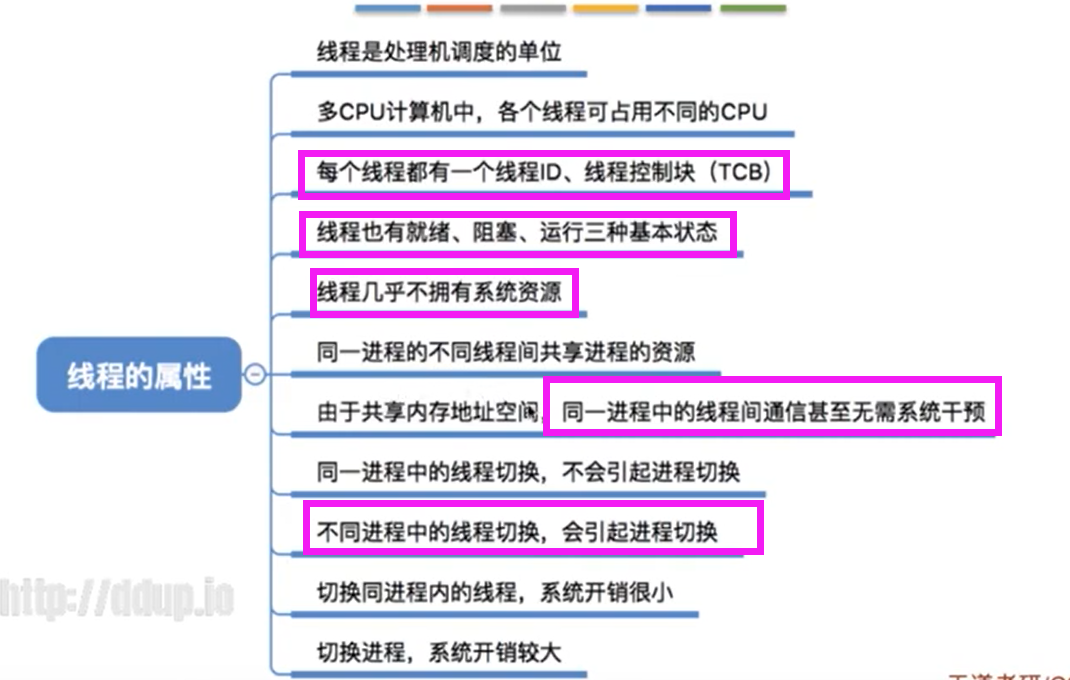 线程是处理机调度的单位
多CPU计算机中，各个线程可占用不同的CPU
每个线程都有一个线程ID、线程控制块（TCB）
线程也有就绪、阻塞、运行三种基本状态
线程几乎不拥有系统资源
同一进程的不同线程间共享进程的资源
线程的属性
由于共享内存地址空间，同一进程中的线程间通信甚至无需系统干预
同一进程中的线程切换，不会引起进程切换
不同进程中的线程切换，会引起进程切换
http://ddup.io
切换同进程内的线程，系统开销很小
切换进程，系统开销较大